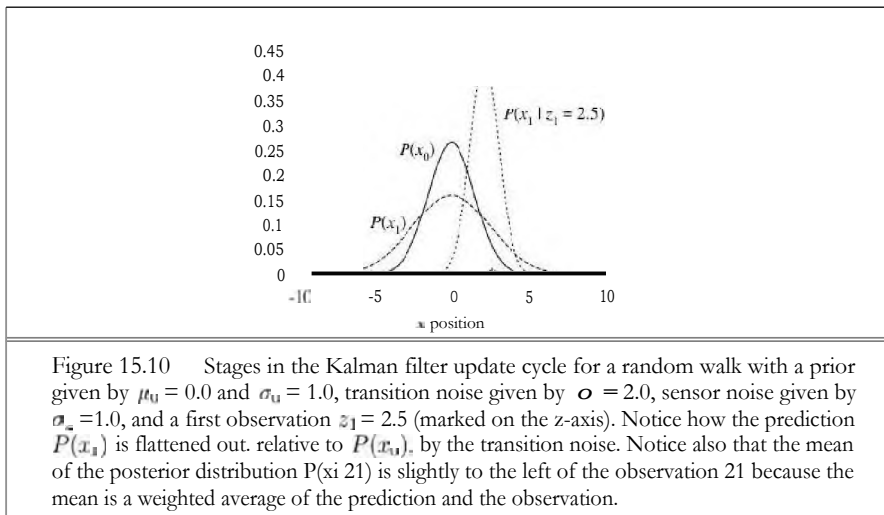 0.45
0.4
0.35
0.3
0.25
0.2
0.15
0.1
0.05
0
P(x₁ | z₁ = 2.5)
P(x₀)
P(x₁)
-10 -5 0 5 10
x position
Figure 15.10 Stages in the Kalman filter update cycle for a random walk with a prior
given by μ₀ = 0.0 and σ₀ = 1.0, transition noise given by o = 2.0, sensor noise given by
=1.0, and a first observation z₁ = 2.5 (marked on the z-axis). Notice how the prediction
P(x₁) is flattened out. relative to P(x₀). by the transition noise. Notice also that the mean
of the posterior distribution P(xi 21) is slightly to the left of the observation 21 because the
mean is a weighted average of the prediction and the observation.